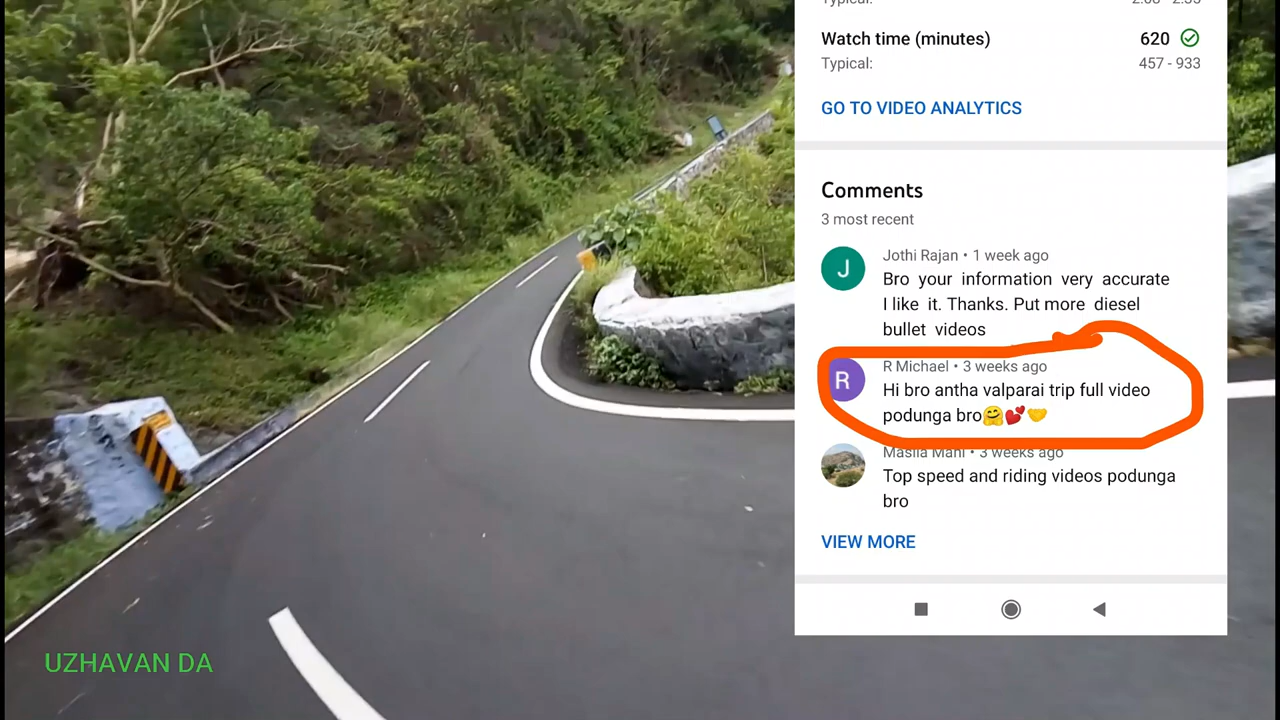 Typical:
Watch time (minutes) 620
Typical: 457 - 933
GO TO VIDEO ANALYTICS
Comments
3 most recent
J
Jothi Rajan • 1 week ago
Bro your information very accurate
I like it. Thanks. Put more diesel
bullet videos
R
R Michael • 3 weeks ago
Hi bro antha valparai trip full video
podunga bro🤗💕🤝
Masila Mani • 3 weeks ago
Top speed and riding videos podunga
bro
VIEW MORE
UZHAVAN DA